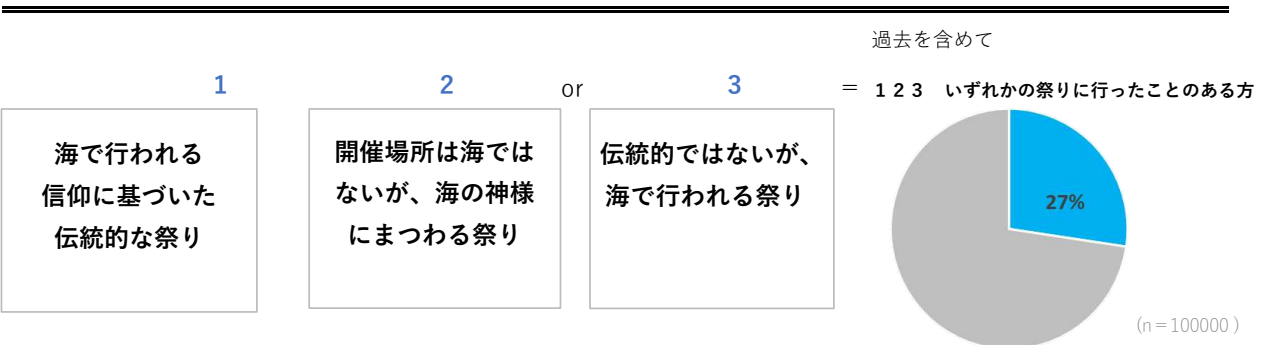 過去を含めて
1
2
or
3
＝ １２３　いずれかの祭りに行ったことのある方
海で行われる
信仰に基づいた
伝統的な祭り
開催場所は海では
ないが、海の神様
にまつわる祭り
伝統的ではないが、
海で行われる祭り
27%
(n＝100000 )